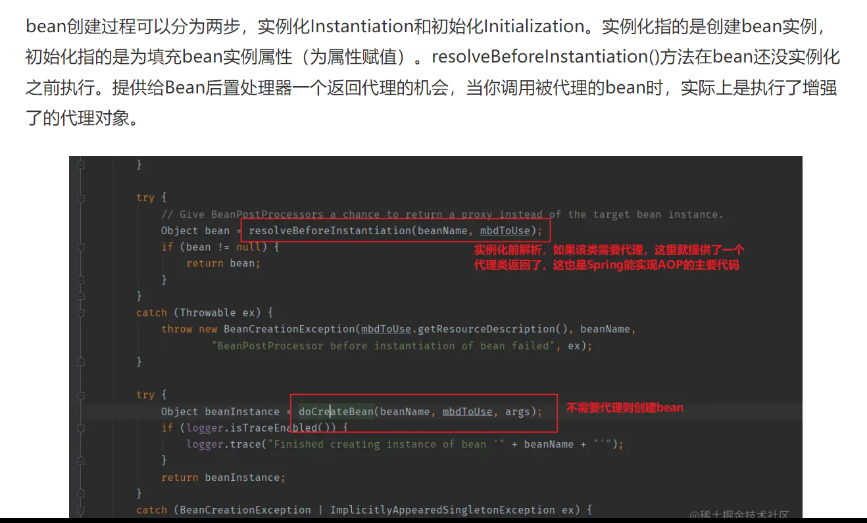 bean创建过程可以分为两步，实例化Instantiation和初始化Initialization。实例化指的是创建bean实例，
初始化指的是为填充bean实例属性（为属性赋值）。resolveBeforeInstantiation()方法在bean还没实例化
之前执行。提供给Bean后置处理器一个返回代理的机会，当你调用被代理的bean时，实际上是执行了增强
了的代理对象。
}
try {
// Give BeanPostProcessors a chance to return a proxy instead of the target bean instance.
Object bean = resolveBeforeInstantiation(beanName, mbdToUse);
if (bean != null) {
实例化前解析，如果该类需要代理，这里就提供了一个
return bean;
代理类返回了，这也是Spring能实现AOP的主要代码
}
}
catch (Throwable ex) {
throw new BeanCreationException(mbdToUse.getResourceDescription(), beanName,
"BeanPostProcessor before instantiation of bean failed", ex);
}
try {
Object beanInstance = doCreateBean(beanName, mbdToUse, args);
不需要代理则创建bean
if (logger.isTraceEnabled()) {
logger.trace("Finished creating instance of bean '" + beanName + "'");
}
return beanInstance;
}
catch (BeanCreationException | ImplicitlyAppearedSingletonException ex) {
@稀土掘金技术社区